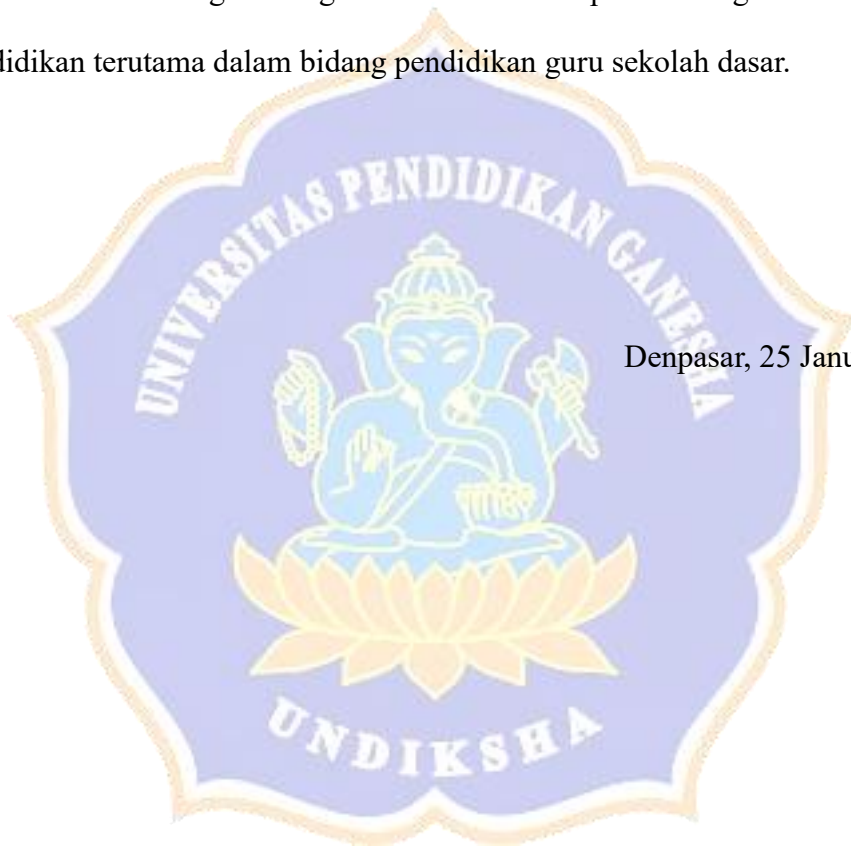 didikan terutama dalam bidang pendidikan guru sekolah dasar.
UNIVERSITAS PENDIDIKAN GANESHA
Denpasar, 25 Janu
UNDIKSHA